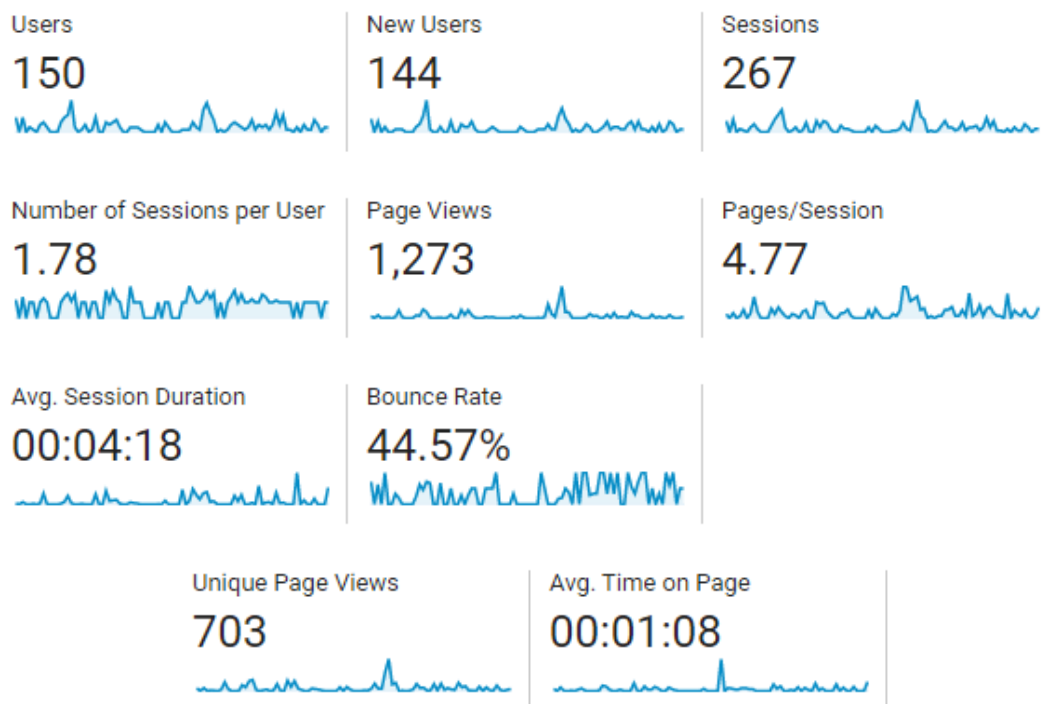 Users
150
New Users
144
Sessions
267
Number of Sessions per User
1.78
Page Views
1,273
Pages/Session
4.77
Avg. Session Duration
00:04:18
Bounce Rate
44.57%
Unique Page Views
703
Avg. Time on Page
00:01:08